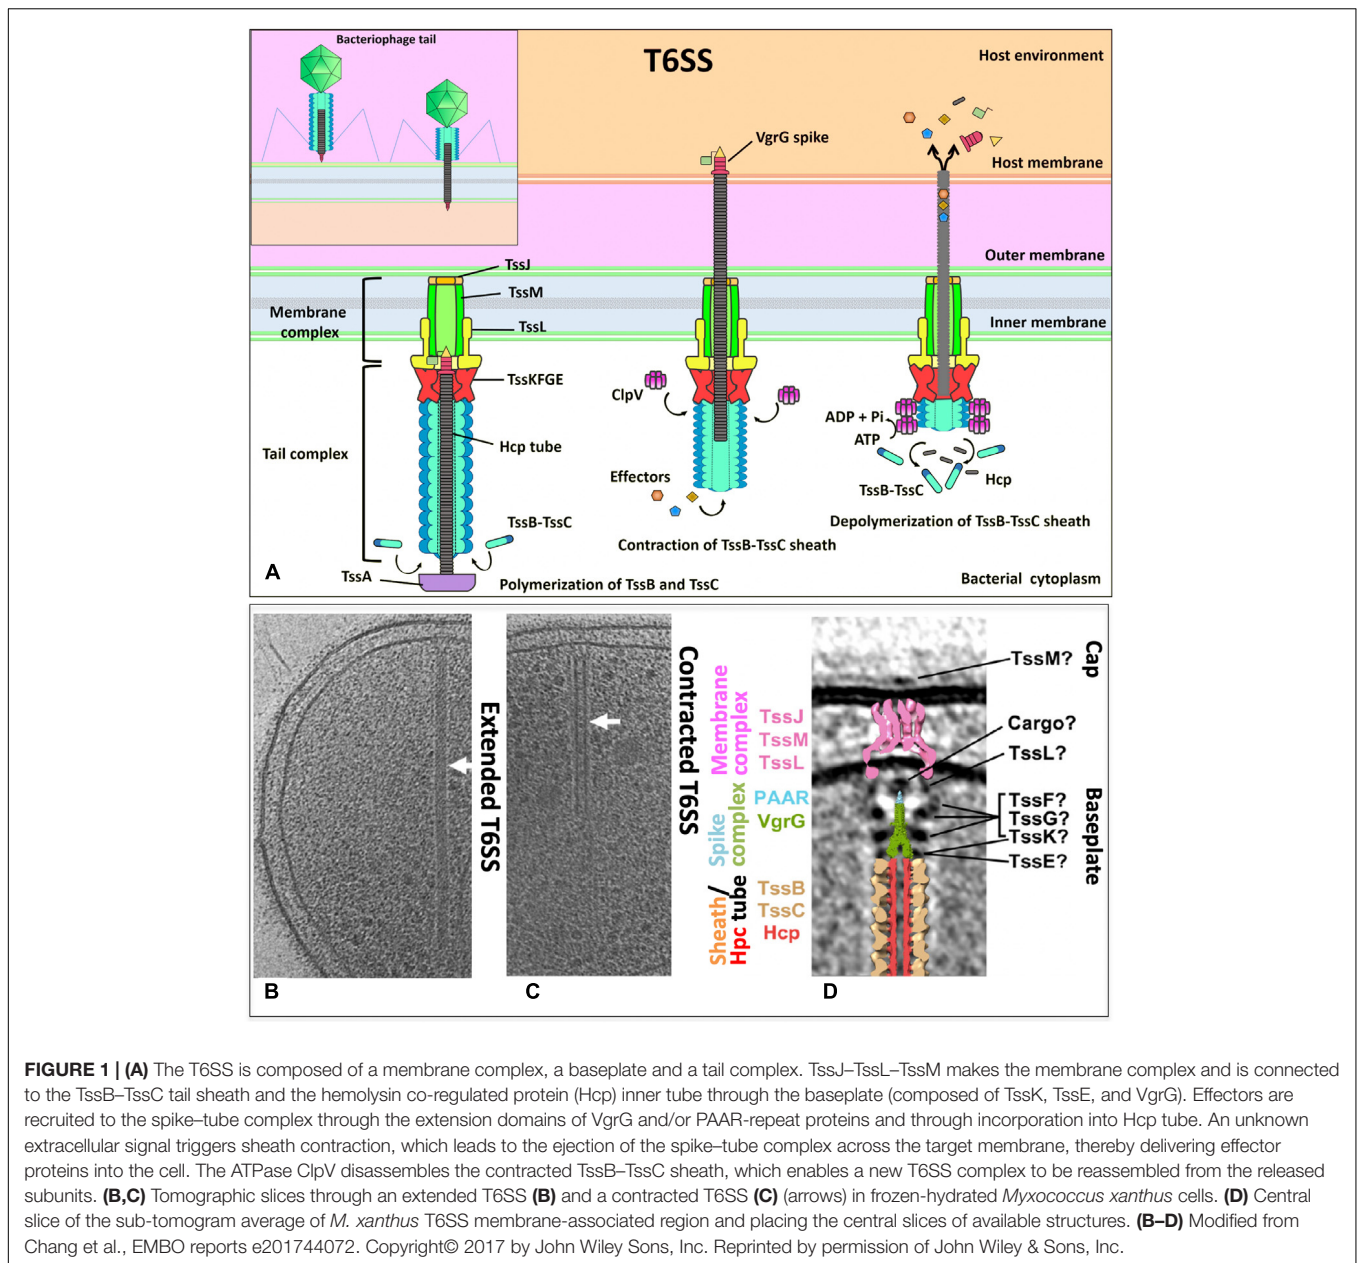 Bacteriophage tail
T6SS
Host environment
VgrG spike
Host membrane
Outer membrane
TssJ
TssM
Membrane
complex
TssL
Inner membrane
TssKFGE
ClpV
ADP + Pi
ATP
Hcp tube
Tail complex
Effectors
TssB-TssC
Hcp
TssB-TssC
Depolymerization of TssB-TssC sheath
Contraction of TssB-TssC sheath
TssA
Polymerization of TssB and TssC
Bacterial cytoplasm
A
Extended T6SS
B
Contracted T6SS
C
Membrane
complex
TssJ
TssM
TssL
Spike
complex
PAAR
VgrG
Sheath/
Hpc tube
TssB
TssC
Hcp
TssM?
Cap
Cargo?
TssL?
TssF?
TssG?
TssK?
TssE?
Baseplate
D
FIGURE 1 | (A) The T6SS is composed of a membrane complex, a baseplate and a tail complex. TssJ–TssL–TssM makes the membrane complex and is connected
to the TssB–TssC tail sheath and the hemolysin co-regulated protein (Hcp) inner tube through the baseplate (composed of TssK, TssE, and VgrG). Effectors are
recruited to the spike–tube complex through the extension domains of VgrG and/or PAAR-repeat proteins and through incorporation into Hcp tube. An unknown
extracellular signal triggers sheath contraction, which leads to the ejection of the spike–tube complex across the target membrane, thereby delivering effector
proteins into the cell. The ATPase ClpV disassembles the contracted TssB–TssC sheath, which enables a new T6SS complex to be reassembled from the released
subunits. (B,C) Tomographic slices through an extended T6SS (B) and a contracted T6SS (C) (arrows) in frozen-hydrated Myxococcus xanthus cells. (D) Central
slice of the sub-tomogram average of M. xanthus T6SS membrane-associated region and placing the central slices of available structures. (B–D) Modified from
Chang et al., EMBO reports e201744072. Copyright© 2017 by John Wiley Sons, Inc. Reprinted by permission of John Wiley & Sons, Inc.